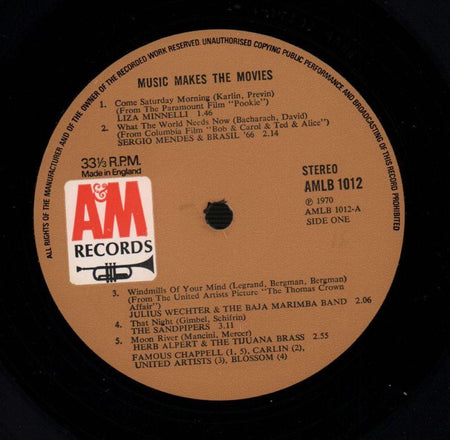 ALL RIGHTS OF THE MANUFACTURER AND OF THE OWNER OF THE RECORDED WORK RESERVED UNAUTHORISED COPYING PUBLIC PERFORMANCE AND BROADCASTING OF THIS RECORD PROHIBITED
MUSIC MAKES THE MOVIES
1. Come Saturday Morning (Karlin, Previn)
(From The Paramount Film "Pookie")
LIZA MINNELLI 1.46
2. What The World Needs Now (Bacharach, David)
(From Columbia Film "Bob & Carol & Ted & Alice")
SERGIO MENDES & BRASIL '66 2.14
33⅓ R.P.M.
Made in England
A&M
RECORDS
STEREO
AMLB 1012
℗ 1970
AMLB 1012-A
SIDE ONE
3. Windmills Of Your Mind (Legrand, Bergman, Bergman)
(From The United Artists Picture "The Thomas Crown
Affair")
JULIUS WECHTER & THE BAJA MARIMBA BAND 2.06
4. That Night (Gimbel, Schifrin)
THE SANDPIPERS 3.11
5. Moon River (Mancini, Mercer)
HERB ALPERT & THE TIJUANA BRASS 2.55
FAMOUS CHAPPELL (1, 5), CARLIN (2),
UNITED ARTISTS (3), BLOSSOM (4)